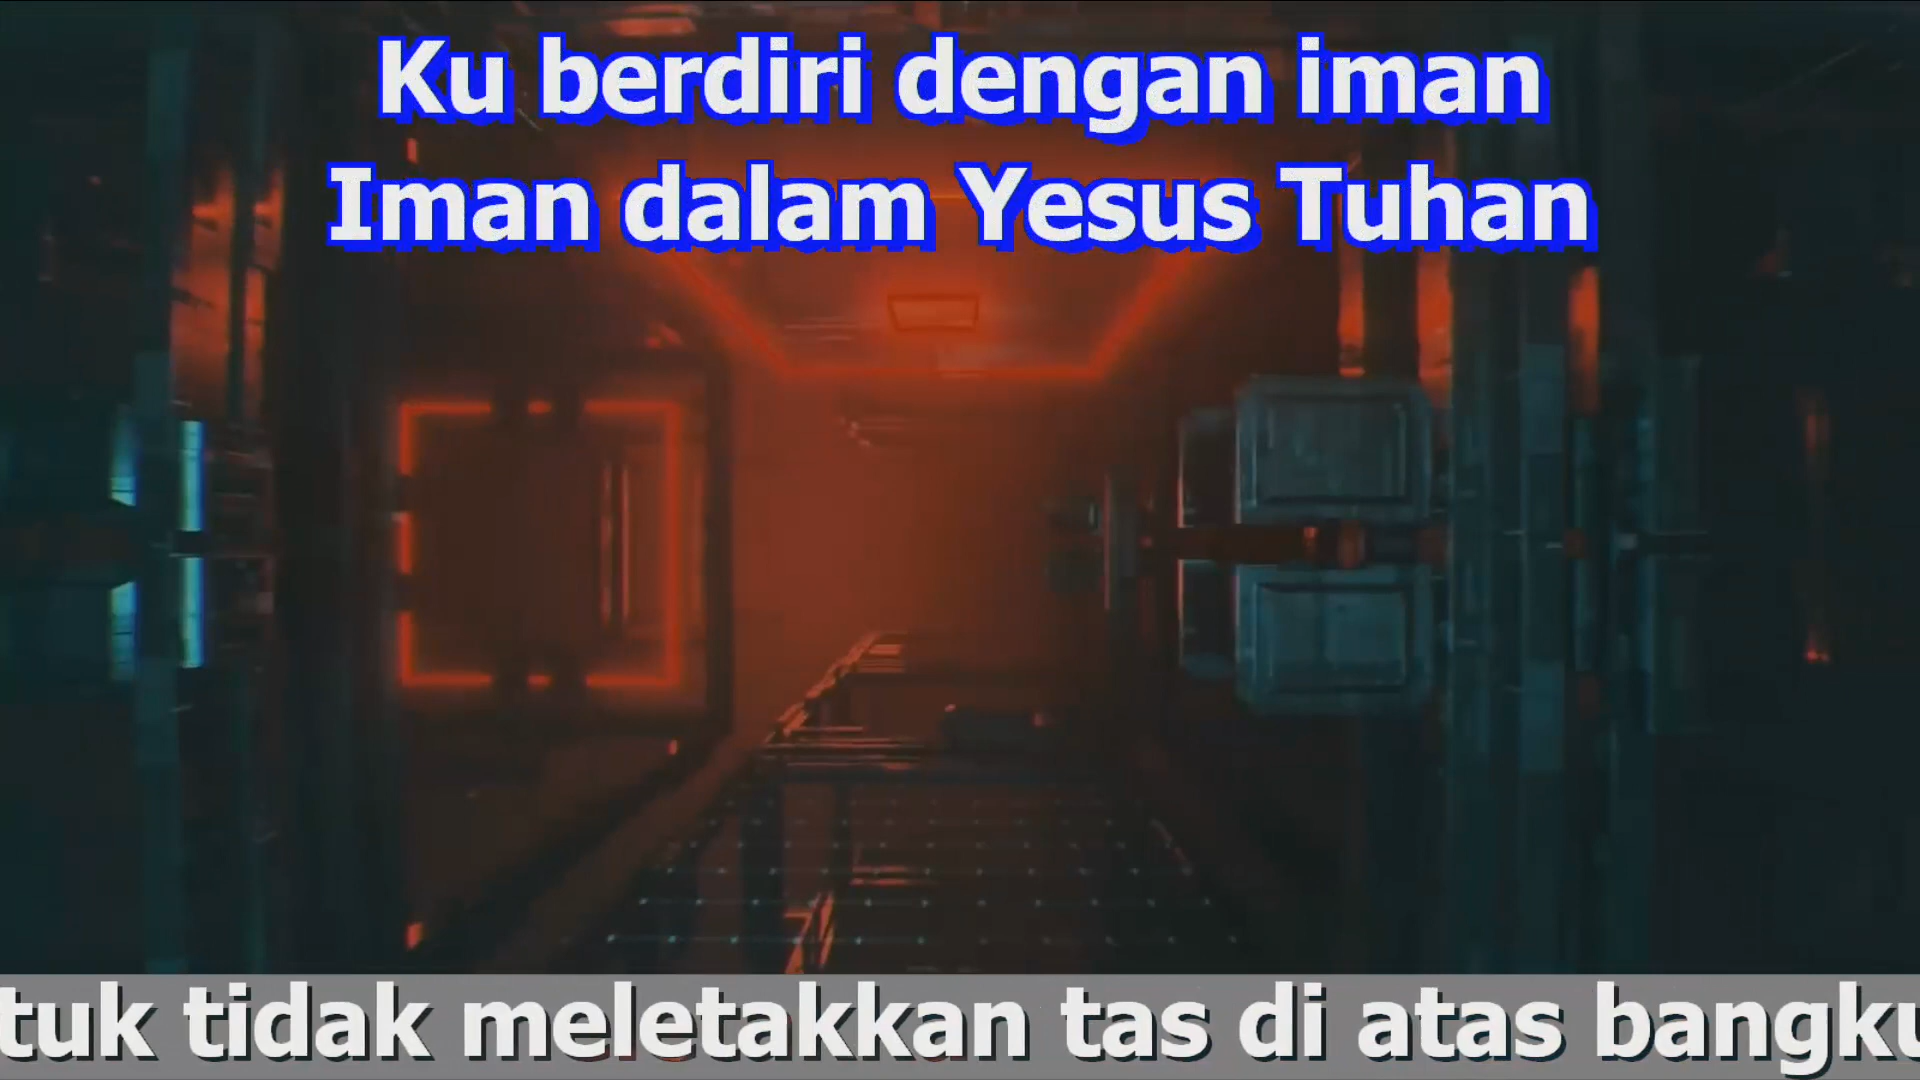 Ku berdiri dengan iman
Iman dalam Yesus Tuhan
tuk tidak meletakkan tas di atas bangku